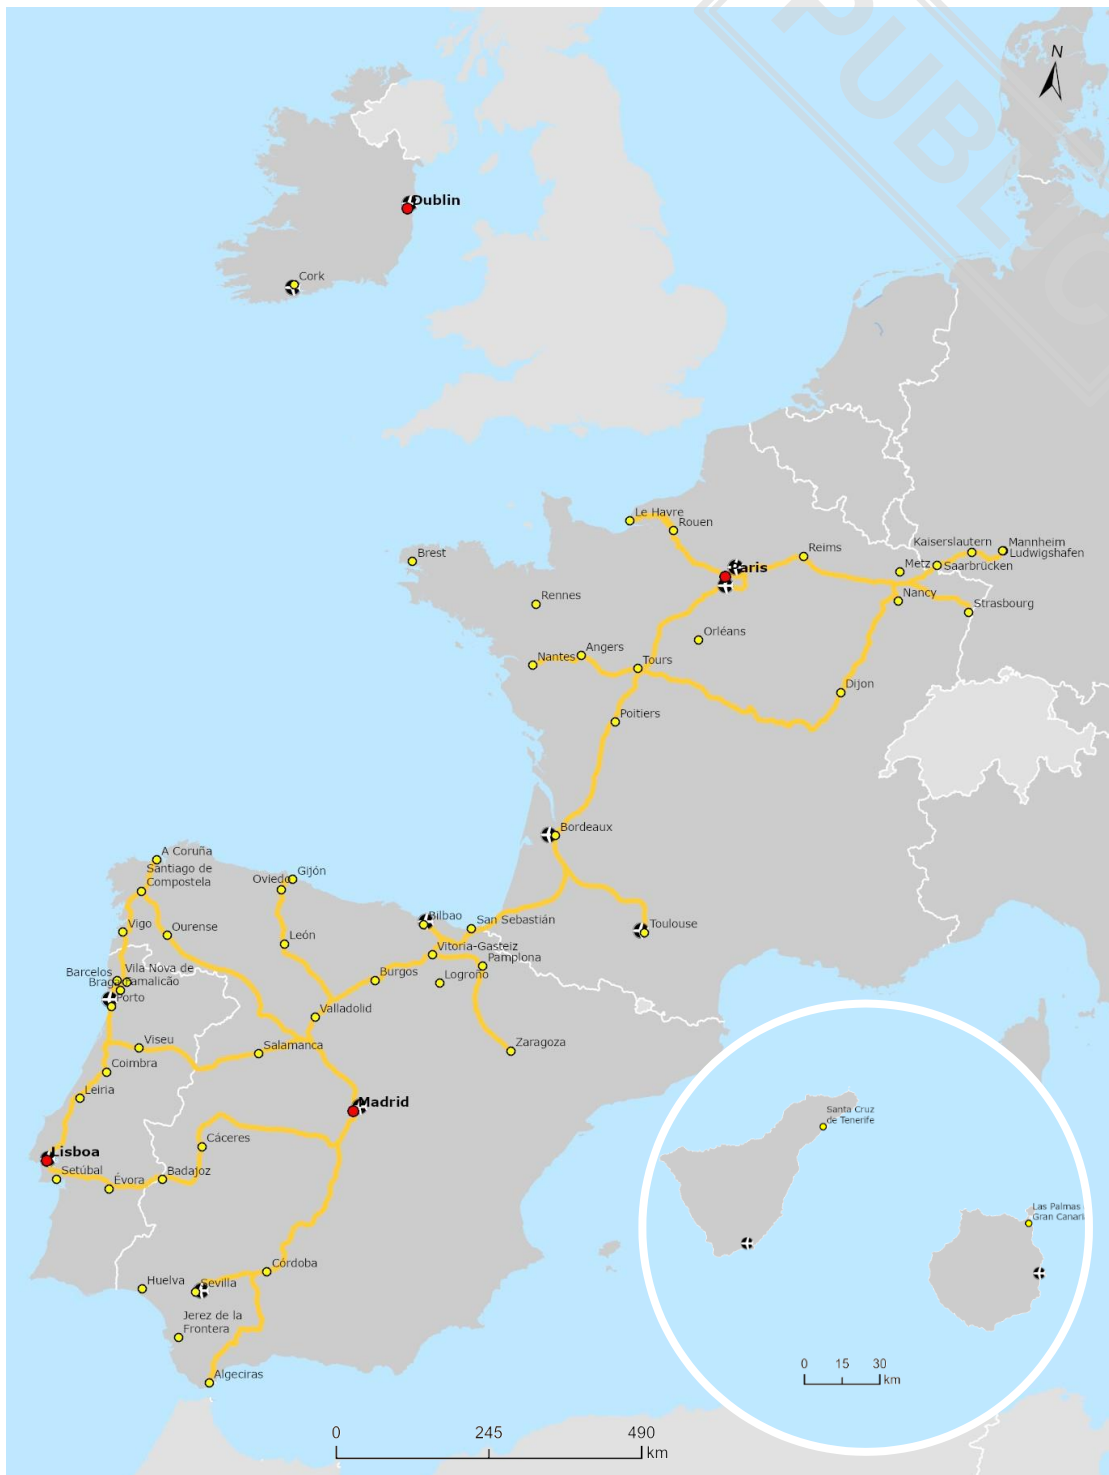 PUBLIC
N
Dublin
Cork
Le Havre
Rouen
Brest
Reims
Kaiserslautern
Mannheim
Ludwigshafen
Metz
Saarbrücken
Paris
Rennes
Nancy
Strasbourg
Orléans
Angers
Nantes
Tours
Dijon
Poitiers
Bordeaux
A Coruña
Santiago de
Compostela
Gijón
Oviedo
Vigo
Ourense
León
Bilbao
San Sebastián
Toulouse
Vitoria-Gasteiz
Pamplona
Barcelos
Vila Nova de
Famalicão
Braga
Porto
Burgos
Logroño
Valladolid
Viseu
Salamanca
Zaragoza
Coimbra
Leiria
Madrid
Santa Cruz
de Tenerife
Cáceres
Lisboa
Setúbal
Évora
Badajoz
Las Palmas
Gran Canari
Córdoba
Huelva
Sevilla
Jerez de la
Frontera
Algeciras
0 15 30
km
0 245 490
km